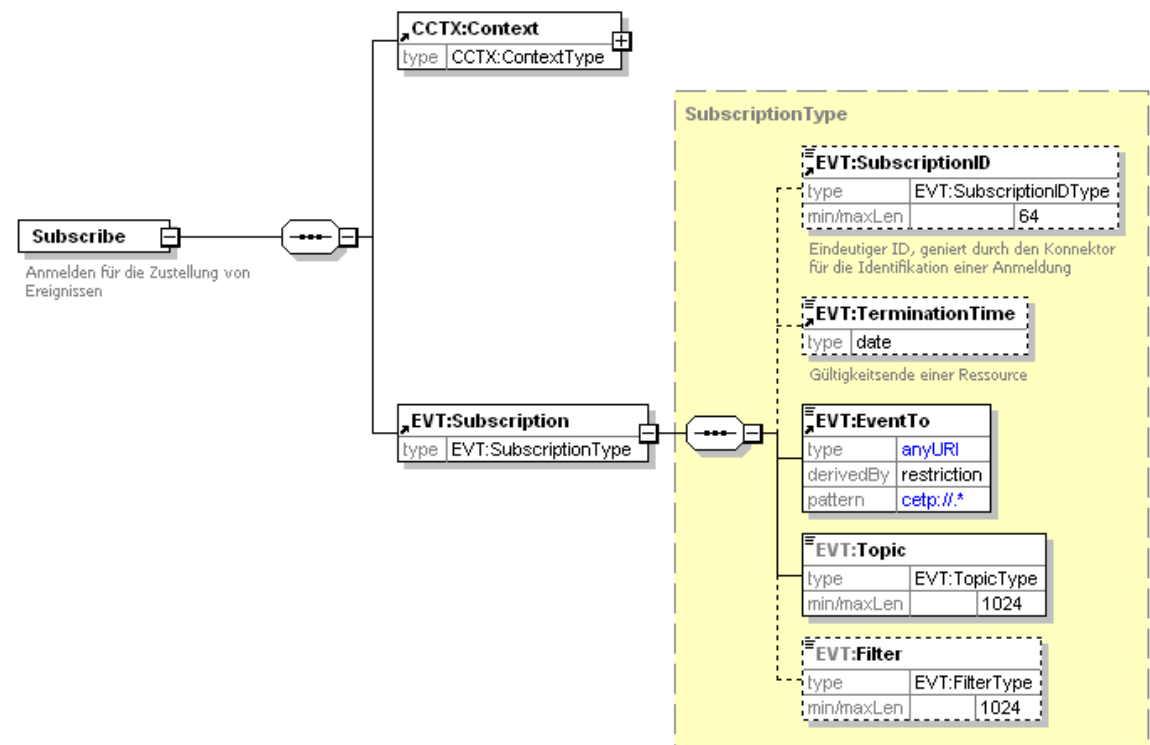 CCTX:Context
type CCTX:ContextType
SubscriptionType
EVT:SubscriptionID
type EVT:SubscriptionIDType
min/maxLen 64
Eindeutiger ID, geniert durch den Konnektor
für die Identifikation einer Anmeldung
Subscribe
Anmelden für die Zustellung von
Ereignissen
EVT:TerminationTime
type date
Gültigkeitsende einer Ressource
EVT:Subscription
type EVT:SubscriptionType
EVT:EventTo
type anyURI
derivedBy restriction
pattern cetp://.*
EVT:Topic
type EVT:TopicType
min/maxLen 1024
EVT:Filter
type EVT:FilterType
min/maxLen 1024